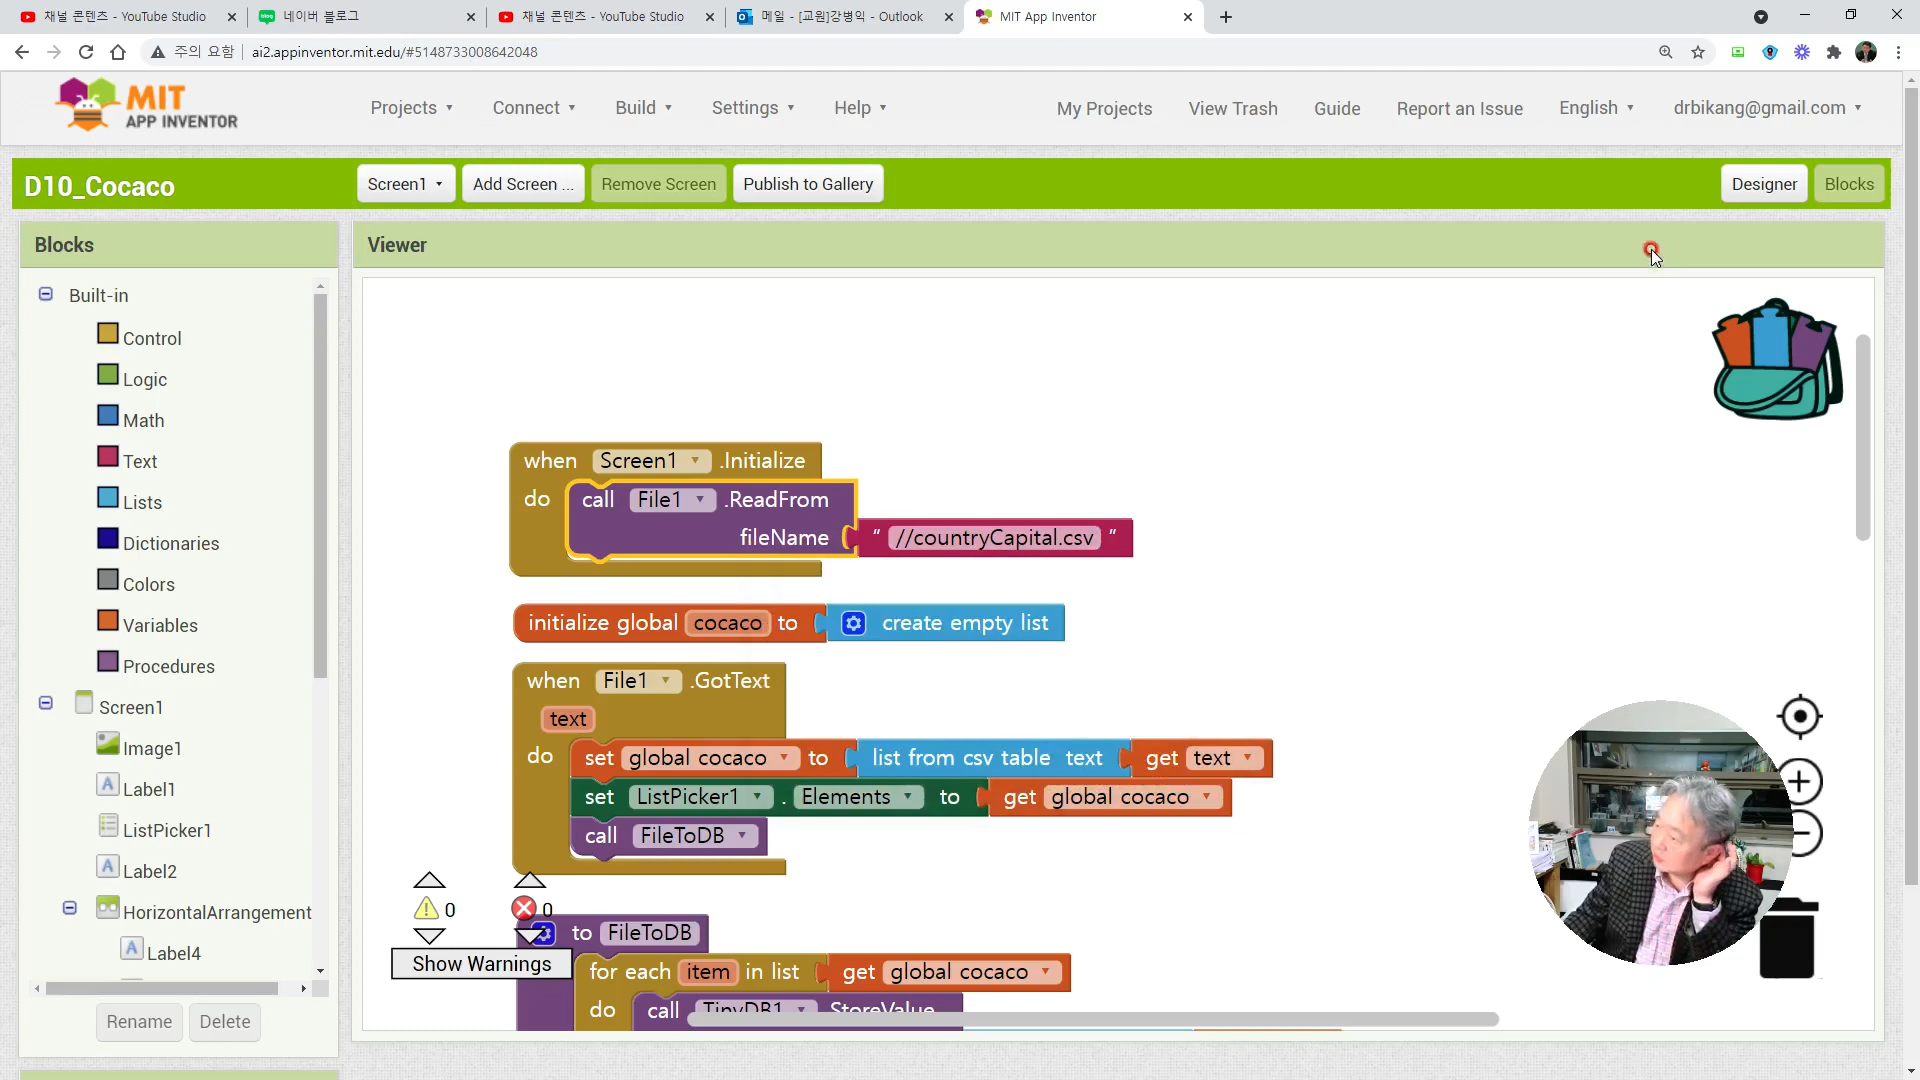 채널 콘텐츠 - YouTube Studio
네이버 블로그
채널 콘텐츠 - YouTube Studio
메일 - [교원]강병익 - Outlook
MIT App Inventor
주의 요함
ai2.appinventor.mit.edu/#5148733008642048
MIT
APP INVENTOR
Projects
Connect
Build
Settings
Help
My Projects
View Trash
Guide
Report an Issue
English
drbikang@gmail.com
D10_Cocaco
Screen1
Add Screen ...
Remove Screen
Publish to Gallery
Designer
Blocks
Blocks
Built-in
Control
Logic
Math
Text
Lists
Dictionaries
Colors
Variables
Procedures
Screen1
Image1
Label1
ListPicker1
Label2
HorizontalArrangement
Label4
Rename
Delete
Viewer
when Screen1 .Initialize
do call File1 .ReadFrom
fileName " //countryCapital.csv "
initialize global cocaco to create empty list
when File1 .GotText
text
do set global cocaco to list from csv table text get text
set ListPicker1 . Elements to get global cocaco
call FileToDB
0
0
Show Warnings
to FileToDB
for each item in list get global cocaco
do call TinyDB1 .StoreValue